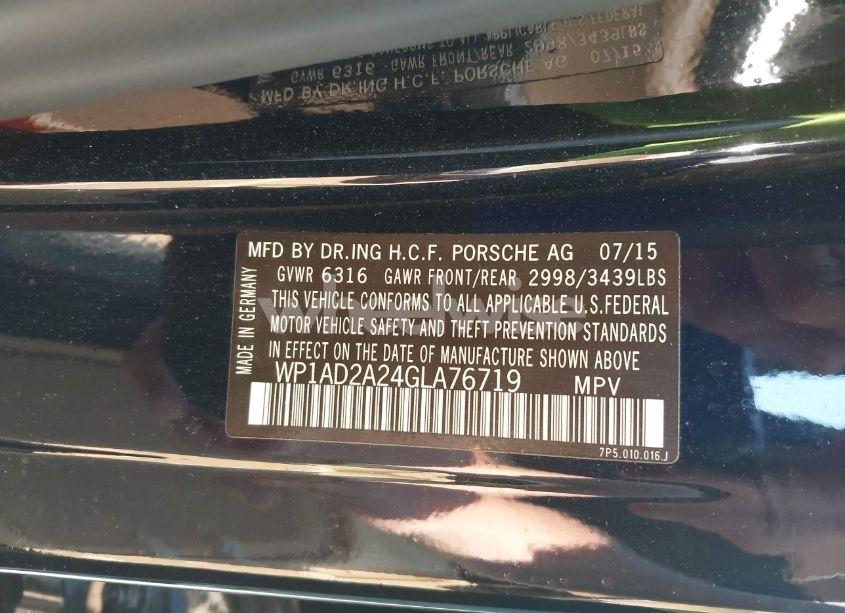 MFD BY DR.ING H.C.F. PORSCHE AG 07/15
GVWR 6316 GAWR FRONT/REAR 2998/3439LBS
THIS VEHICLE CONFORMS TO ALL APPLICABLE U.S.FEDERAL
MOTOR VEHICLE SAFETY AND THEFT PREVENTION STANDARDS
IN EFFECT ON THE DATE OF MANUFACTURE SHOWN ABOVE
WP1AD2A24GLA76719 MPV
MADE IN GERMANY
7P5.010.016.J